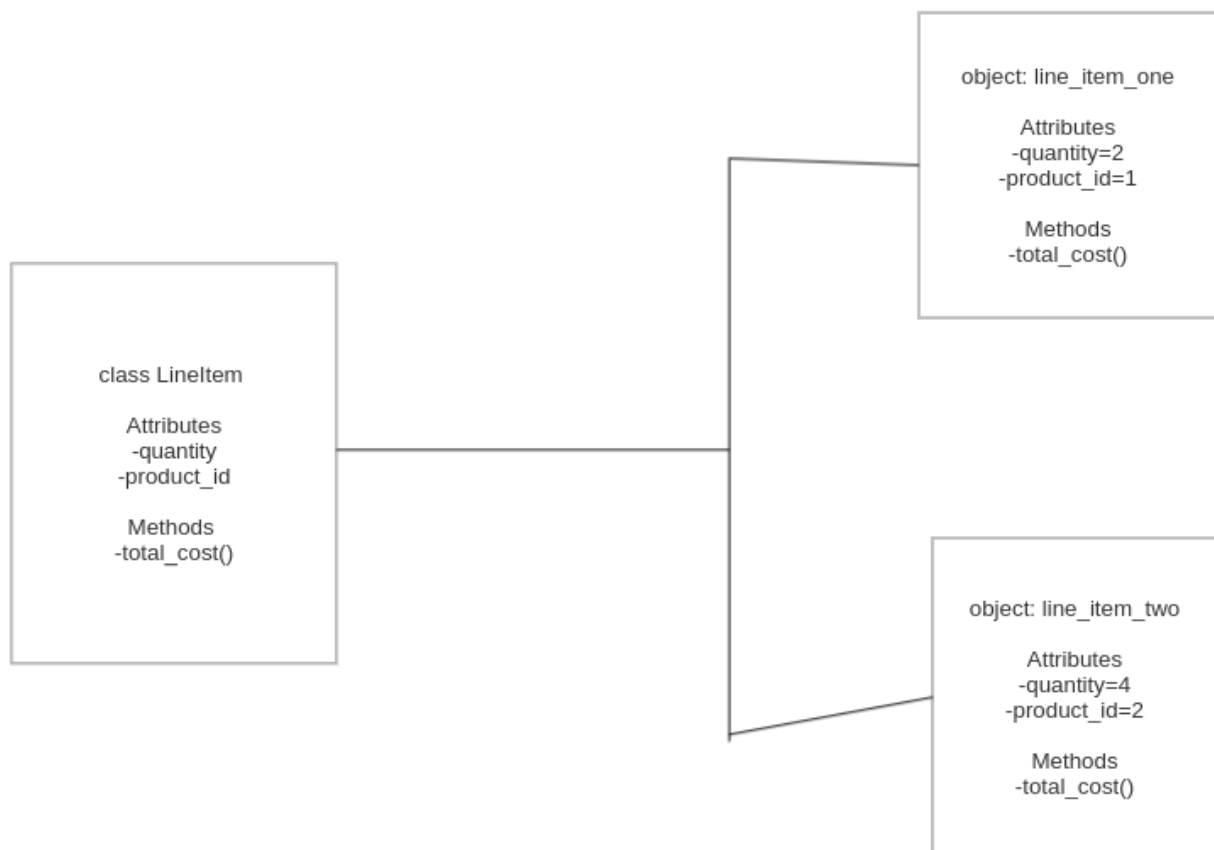 object: line_item_one
Attributes
-quantity=2
-product_id=1
Methods
-total_cost()
class LineItem
Attributes
-quantity
-product_id
Methods
-total_cost()
object: line_item_two
Attributes
-quantity=4
-product_id=2
Methods
-total_cost()